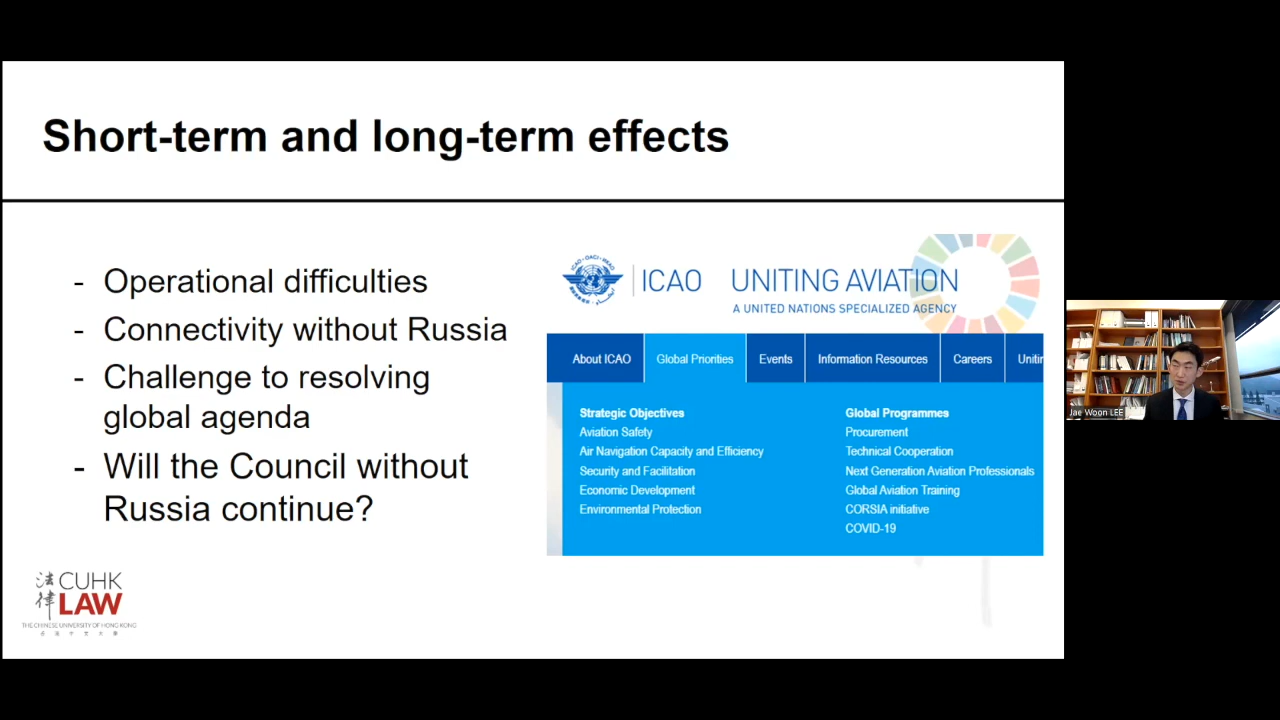 Short-term and long-term effects
- Operational difficulties
- Connectivity without Russia
- Challenge to resolving
global agenda
- Will the Council without
Russia continue?
ICAO
UNITING AVIATION
A UNITED NATIONS SPECIALIZED AGENCY
About ICAO
Global Priorities
Events
Information Resources
Careers
Unitin
Strategic Objectives
Aviation Safety
Air Navigation Capacity and Efficiency
Security and Facilitation
Economic Development
Environmental Protection
Global Programmes
Procurement
Technical Cooperation
Next Generation Aviation Professionals
Global Aviation Training
CORSIA initiative
COVID-19
法律
CUHK
LAW
THE CHINESE UNIVERSITY OF HONG KONG
Jae Woon LEE